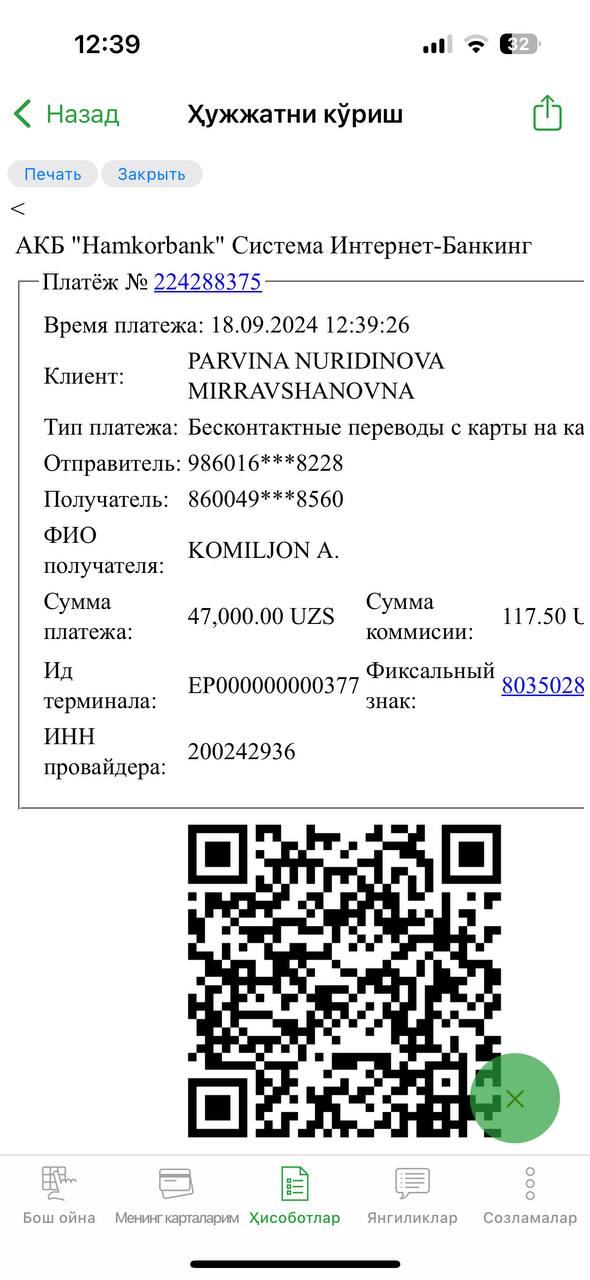 12:39
32
Назад
Ҳужжатни кўриш
Печать
Закрыть
<
АКБ "Hamkorbank" Система Интернет-Банкинг
Платёж № 224288375
Время платежа: 18.09.2024 12:39:26
Клиент: PARVINA NURIDINOVA
MIRRAVSHANOVNA
Тип платежа: Бесконтактные переводы с карты на ка
Отправитель: 986016***8228
Получатель: 860049***8560
ФИО
получателя: KOMILJON A.
Сумма
платежа: 47,000.00 UZS
Сумма
коммисии: 117.50 U
Ид
терминала: EP000000000377
Фиксальный
знак: 8035028
ИНН
провайдера: 200242936
Бош ойна
Менинг карталарим
Ҳисоботлар
Янгиликлар
Созламалар